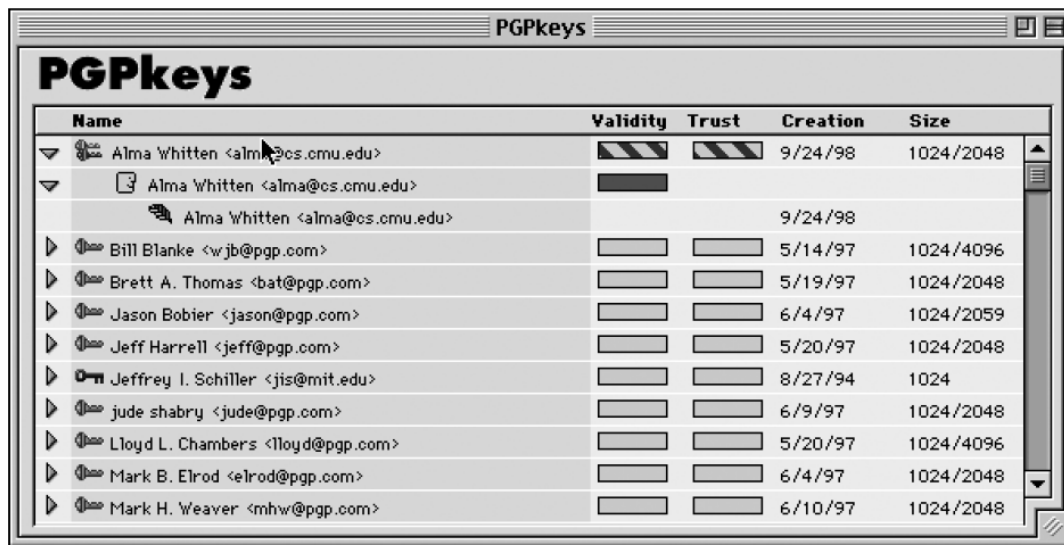 PGPkeys
PGPkeys
Name Validity Trust Creation Size
Alma Whitten <alma@cs.cmu.edu> 9/24/98 1024/2048
Alma Whitten <alma@cs.cmu.edu>
Alma Whitten <alma@cs.cmu.edu> 9/24/98
Bill Blanke <wjb@pgp.com> 5/14/97 1024/4096
Brett A. Thomas <bat@pgp.com> 5/19/97 1024/2048
Jason Bobier <jason@pgp.com> 6/4/97 1024/2059
Jeff Harrell <jeff@pgp.com> 5/20/97 1024/2048
Jeffrey I. Schiller <jis@mit.edu> 8/27/94 1024
jude shabry <jude@pgp.com> 6/9/97 1024/2048
Lloyd L. Chambers <lloyd@pgp.com> 5/20/97 1024/4096
Mark B. Elrod <elrod@pgp.com> 6/4/97 1024/2048
Mark H. Weaver <mhw@pgp.com> 6/10/97 1024/2048